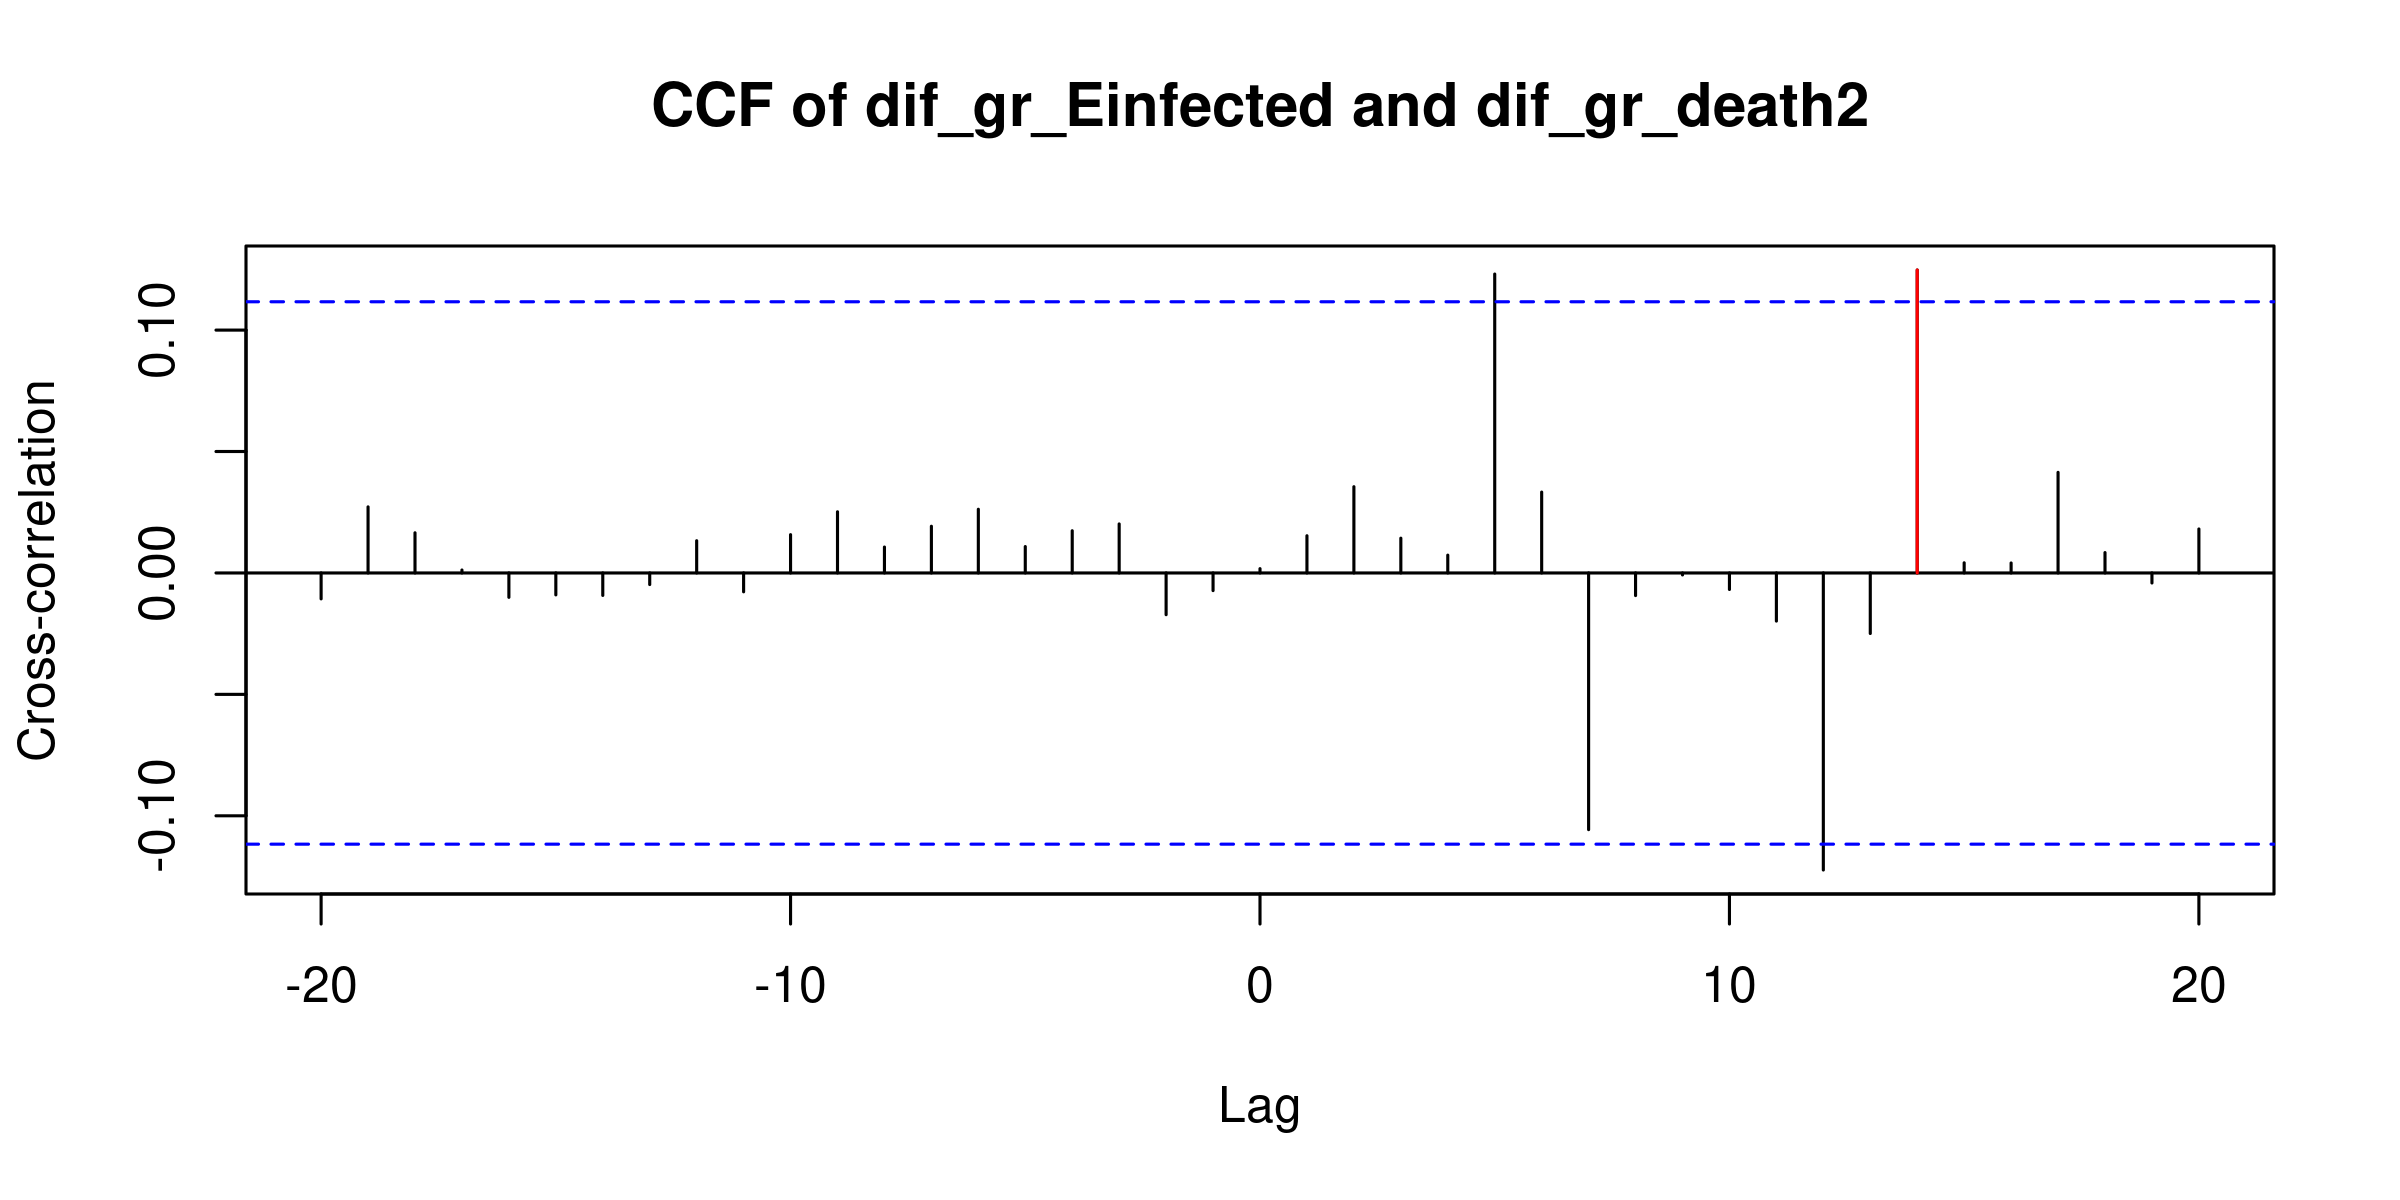 CCF of dif_gr_Einfected and dif_gr_death2
Cross-correlation
0.10
0.00
-0.10
-20 -10 0 10 20
Lag